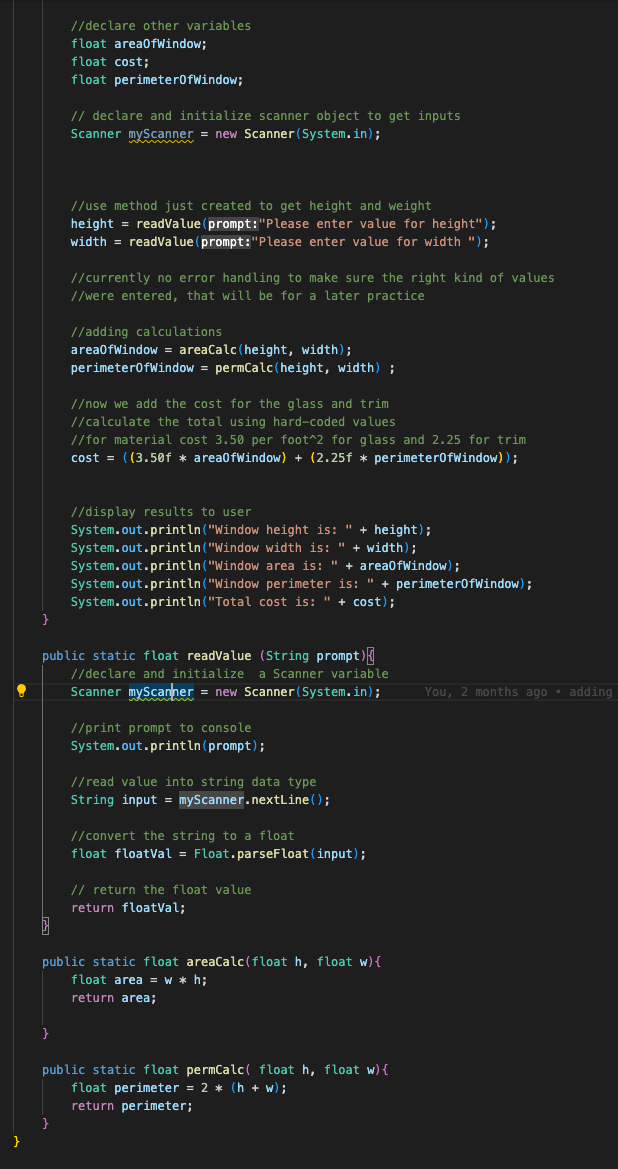 //declare other variables
float areaOfWindow;
float cost;
float perimeterOfWindow;
// declare and initialize scanner object to get inputs
Scanner myScanner = new Scanner(System.in);
//use method just created to get height and weight
height = readValue(prompt:"Please enter value for height");
width = readValue(prompt:"Please enter value for width ");
//currently no error handling to make sure the right kind of values
//were entered, that will be for a later practice
//adding calculations
areaOfWindow = areaCalc(height, width);
perimeterOfWindow = permCalc(height, width) ;
//now we add the cost for the glass and trim
//calculate the total using hard-coded values
//for material cost 3.50 per foot^2 for glass and 2.25 for trim
cost = ((3.50f * areaOfWindow) + (2.25f * perimeterOfWindow));
//display results to user
System.out.println("Window height is: " + height);
System.out.println("Window width is: " + width);
System.out.println("Window area is: " + areaOfWindow);
System.out.println("Window perimeter is: " + perimeterOfWindow);
System.out.println("Total cost is: " + cost);
}
public static float readValue (String prompt){
//declare and initialize  a Scanner variable
Scanner myScanner = new Scanner(System.in); You, 2 months ago • adding
//print prompt to console
System.out.println(prompt);
//read value into string data type
String input = myScanner.nextLine();
//convert the string to a float
float floatVal = Float.parseFloat(input);
// return the float value
return floatVal;
}
public static float areaCalc(float h, float w){
float area = w * h;
return area;
}
public static float permCalc( float h, float w){
float perimeter = 2 * (h + w);
return perimeter;
}
}